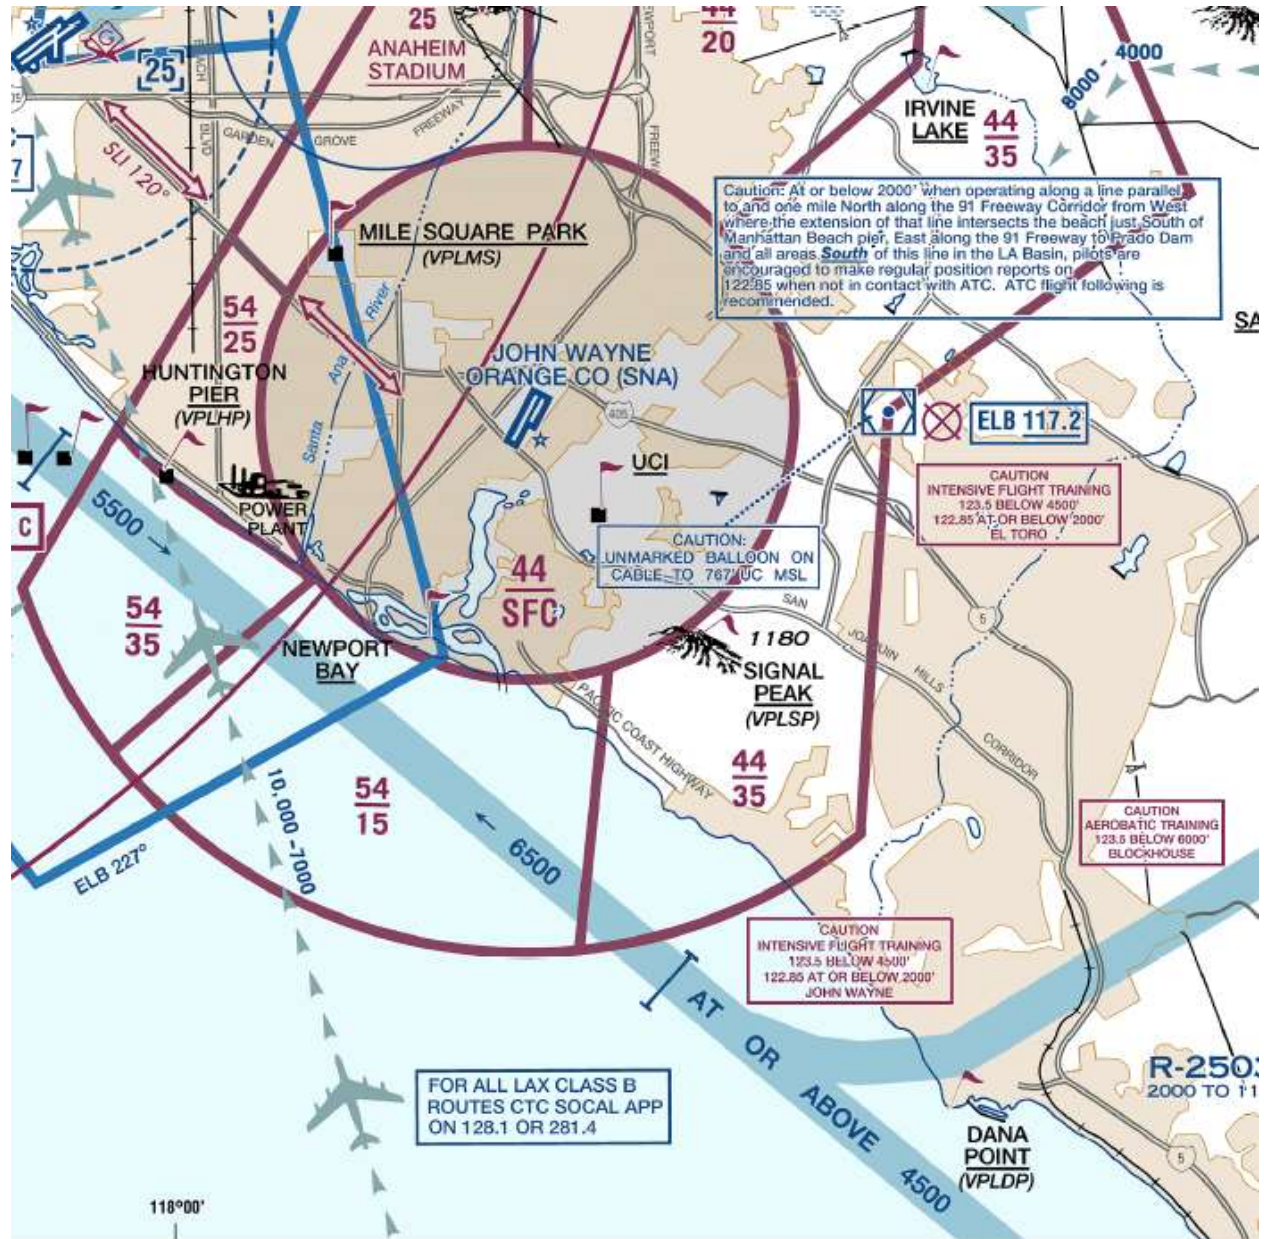 25
ANAHEIM
STADIUM
44
20
8000 - 4000
25
BLVD
GARDEN
GROVE
FREEWAY
IRVINE
LAKE
44
35
SLI 120°
7
MILE SQUARE PARK
(VPLMS)
Caution: At or below 2000' when operating along a line parallel
to and one mile North along the 91 Freeway Corridor from West
where the extension of that line intersects the beach just South of
Manhattan Beach pier, East along the 91 Freeway to Prado Dam
and all areas South of this line in the LA Basin, pilots are
encouraged to make regular position reports on
122.85 when not in contact with ATC. ATC flight following is
recommended.
54
25
Santa
Ana
River
HUNTINGTON
PIER
(VPLHP)
JOHN WAYNE
ORANGE CO (SNA)
405
ELB 117.2
UCI
C
5500
POWER
PLANT
CAUTION
INTENSIVE FLIGHT TRAINING
123.5 BELOW 4500'
122.85 AT OR BELOW 2000'
EL TORO
CAUTION:
UNMARKED BALLOON ON
CABLE TO 767' UC MSL
44
SFC
54
35
SAN
JOAQUIN
HILLS
CORRIDOR
5
NEWPORT
BAY
1180
SIGNAL
PEAK
(VPLSP)
PACIFIC COAST HIGHWAY
44
35
54
15
10,000 - 7000
ELB 227°
6500
CAUTION
AEROBATIC TRAINING
123.5 BELOW 6000'
BLOCKHOUSE
CAUTION
INTENSIVE FLIGHT TRAINING
123.5 BELOW 4500'
122.85 AT OR BELOW 2000'
JOHN WAYNE
AT OR ABOVE 4500
FOR ALL LAX CLASS B
ROUTES CTC SOCAL APP
ON 128.1 OR 281.4
R-250
2000 TO 11
DANA
POINT
(VPLDP)
5
118°00'